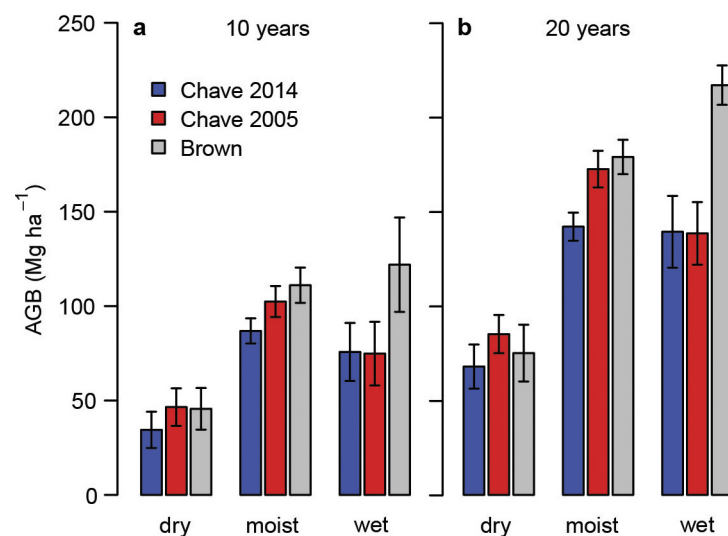 a 10 years
b 20 years
Chave 2014
Chave 2005
Brown
AGB (Mg ha⁻¹)
250
200
150
100
50
0
dry moist wet
dry moist wet